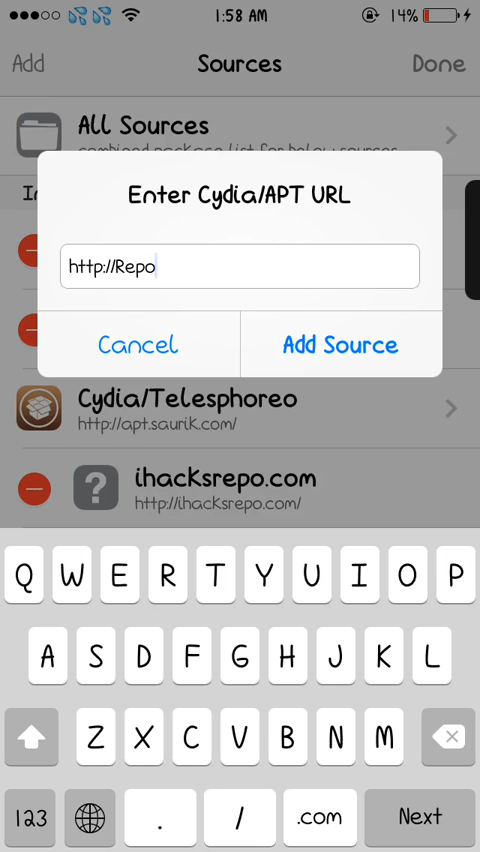 1:58 AM 14%
Add Sources Done
All Sources
combined package list for below sources
In
Enter Cydia/APT URL
http://Repo
Cancel Add Source
Cydia/Telesphoreo
http://apt.saurik.com/
ihacksrepo.com
http://ihacksrepo.com/
Q W E R T Y U I O P
A S D F G H J K L
Z X C V B N M
123 . / .com Next